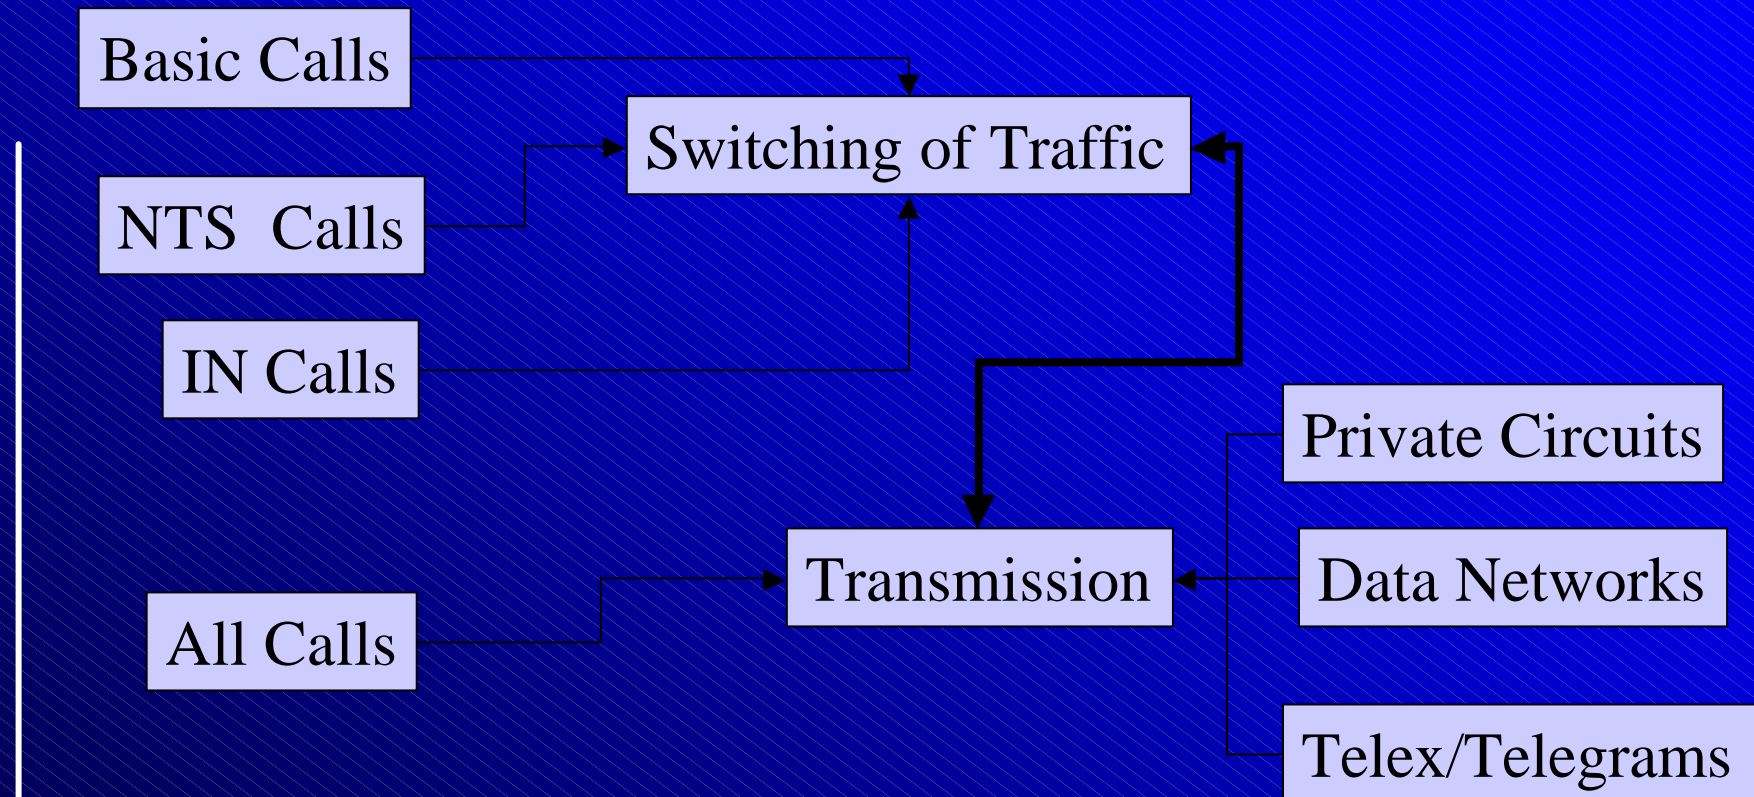 Basic Calls
Switching of Traffic
NTS  Calls
IN Calls
Private Circuits
Transmission
Data Networks
All Calls
Telex/Telegrams